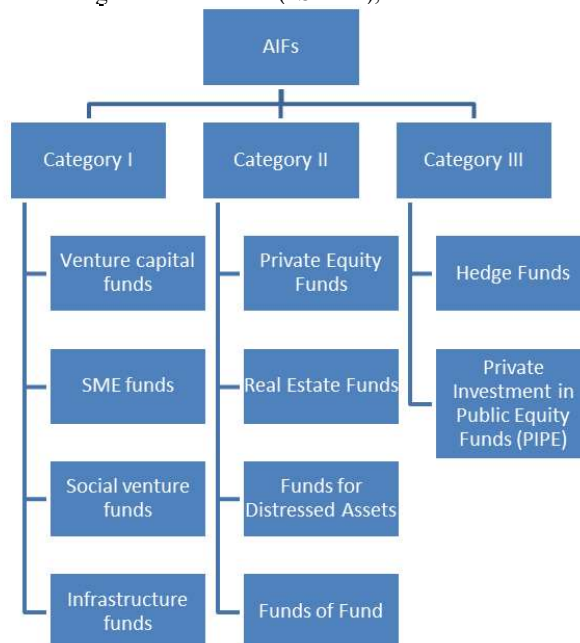 AIFs
Category I
Category II
Category III
Venture capital
funds
Private Equity
Funds
Hedge Funds
SME funds
Real Estate Funds
Private
Investment in
Public Equity
Funds (PIPE)
Social venture
funds
Funds for
Distressed Assets
Infrastructure
funds
Funds of Fund